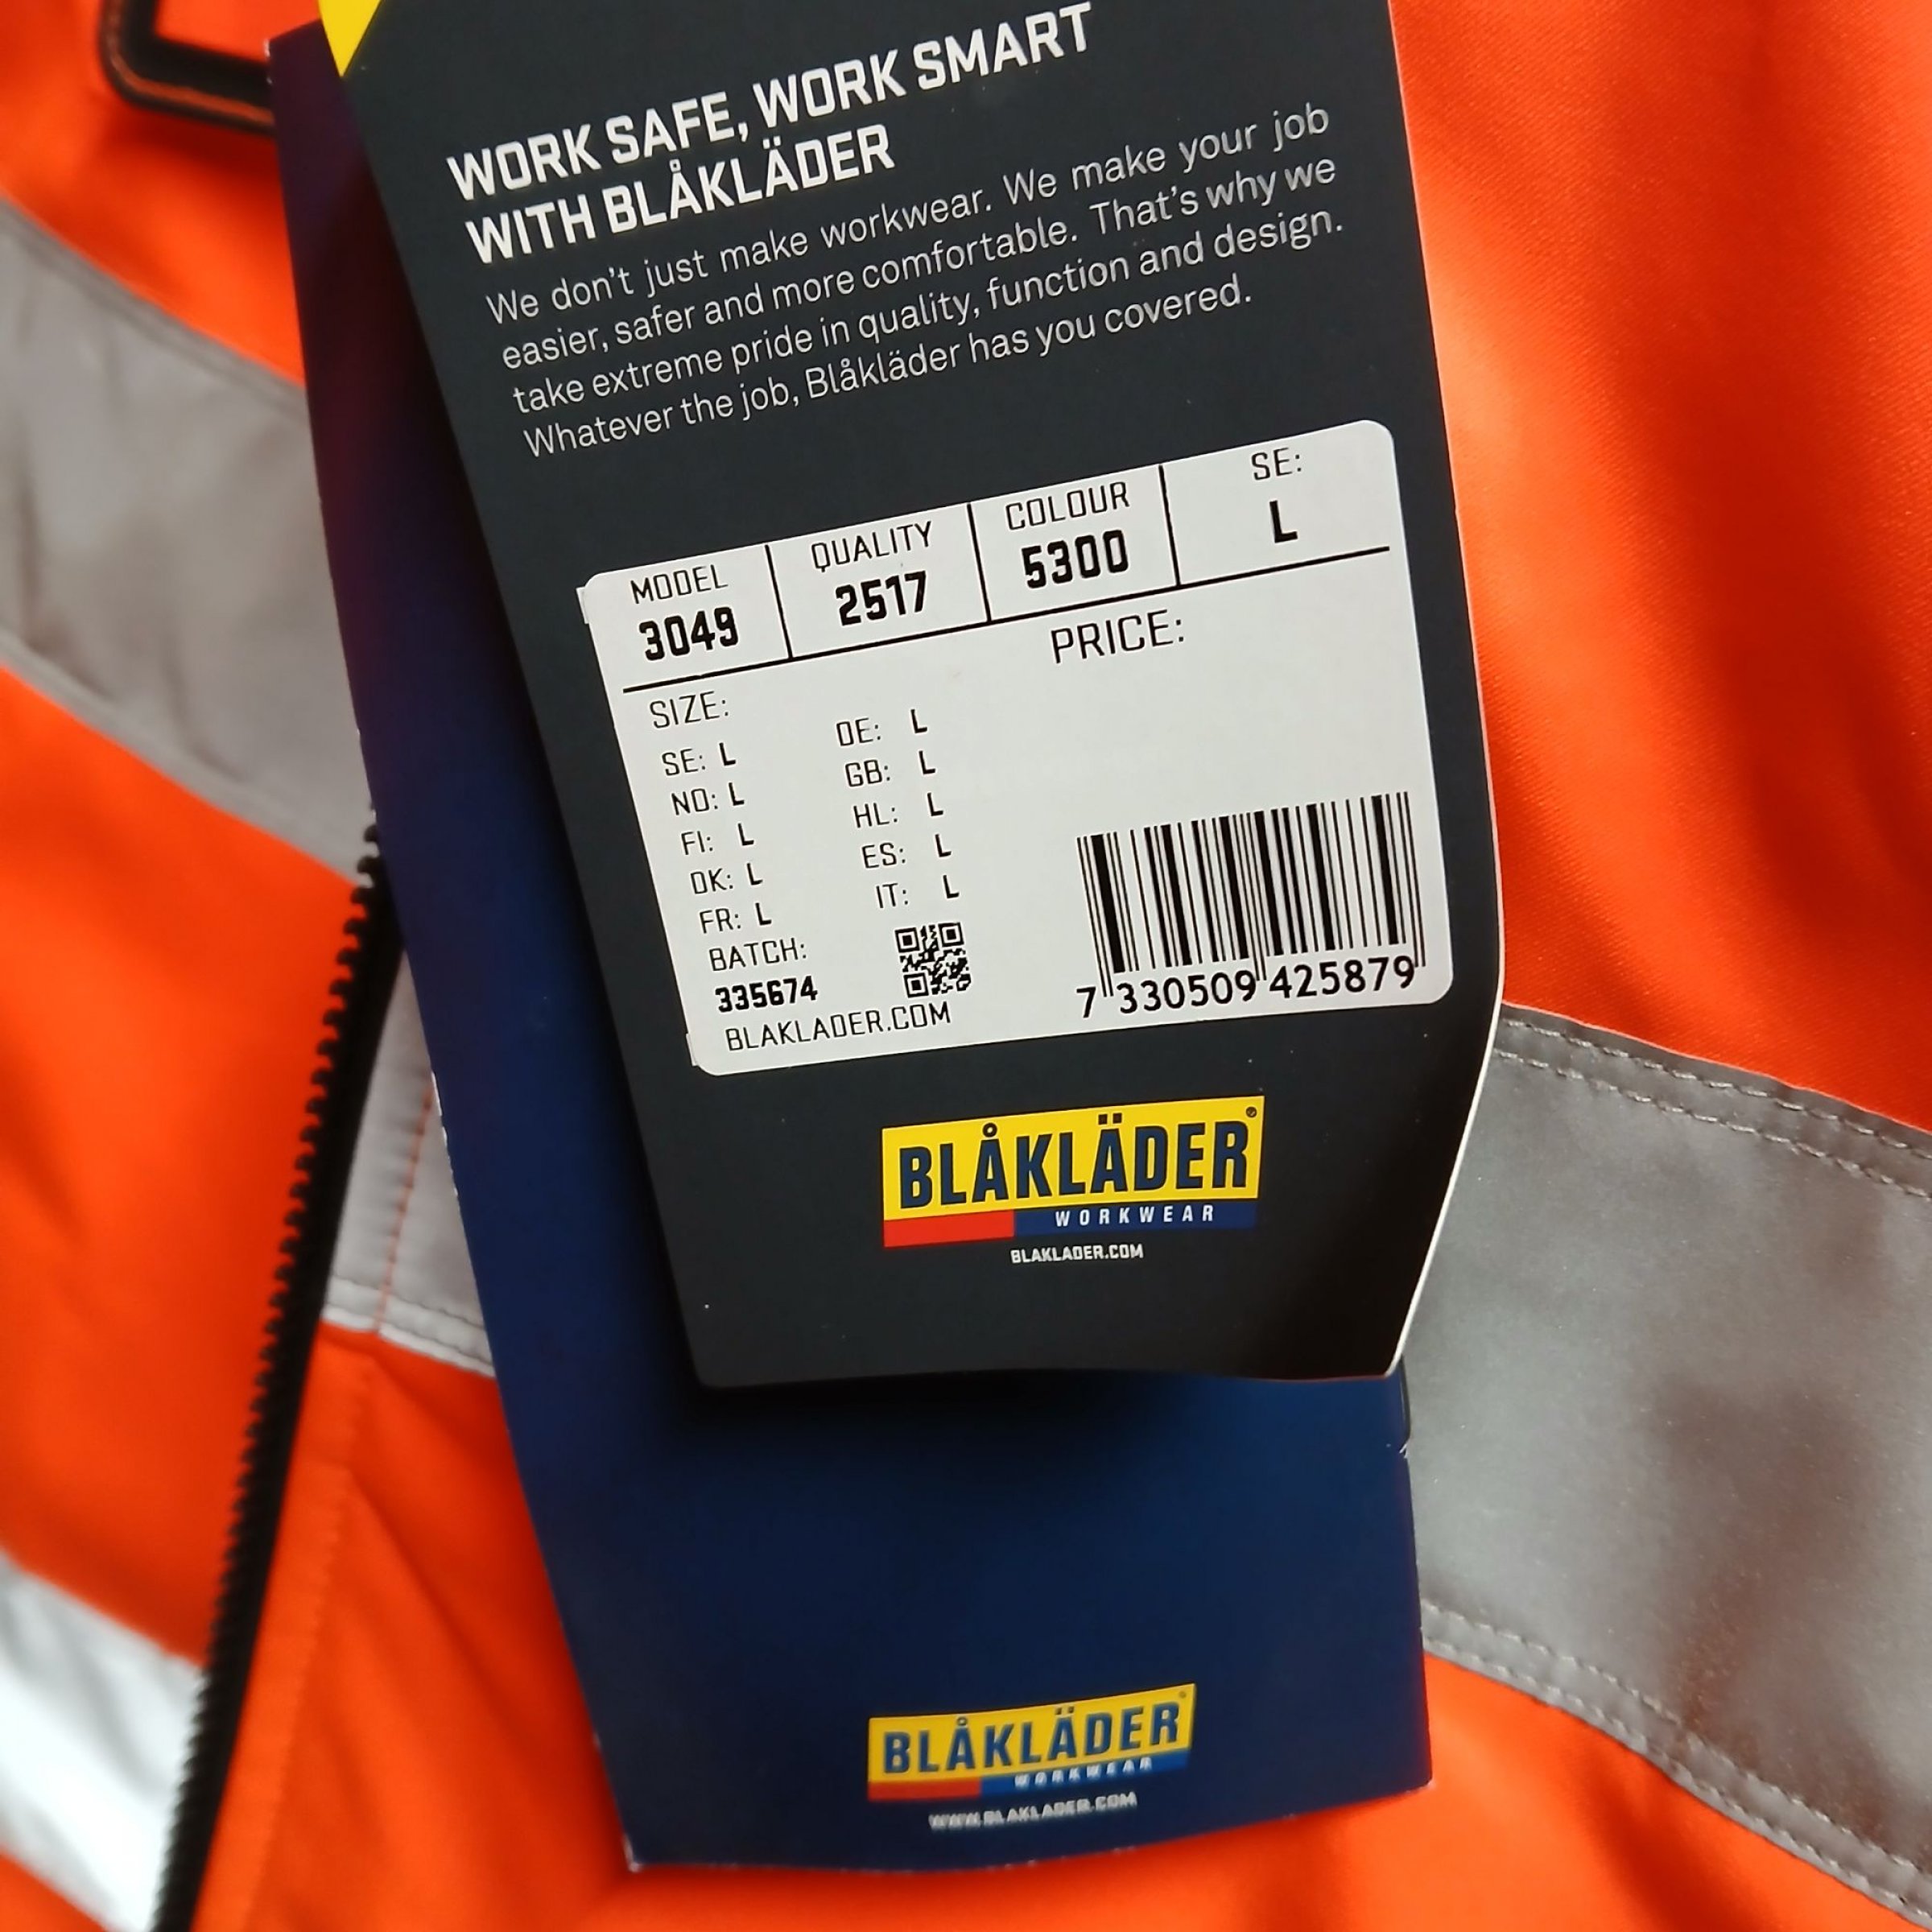 WORK SAFE, WORK SMART
WITH BLÅKLÄDER
We don't just make workwear. We make your job
easier, safer and more comfortable. That's why we
take extreme pride in quality, function and design.
Whatever the job, Blåkläder has you covered.
MODEL QUALITY COLOUR SE:
3049 2517 5300 L
PRICE:
SIZE:
SE: L DE: L
NO: L GB: L
FI: L HL: L
DK: L ES: L
FR: L IT: L
BATCH:
335674
BLAKLADER.COM
7 330509 425879
BLÅKLÄDER®
WORKWEAR
BLAKLADER.COM
BLÅKLÄDER®
WORKWEAR
WWW.BLAKLADER.COM